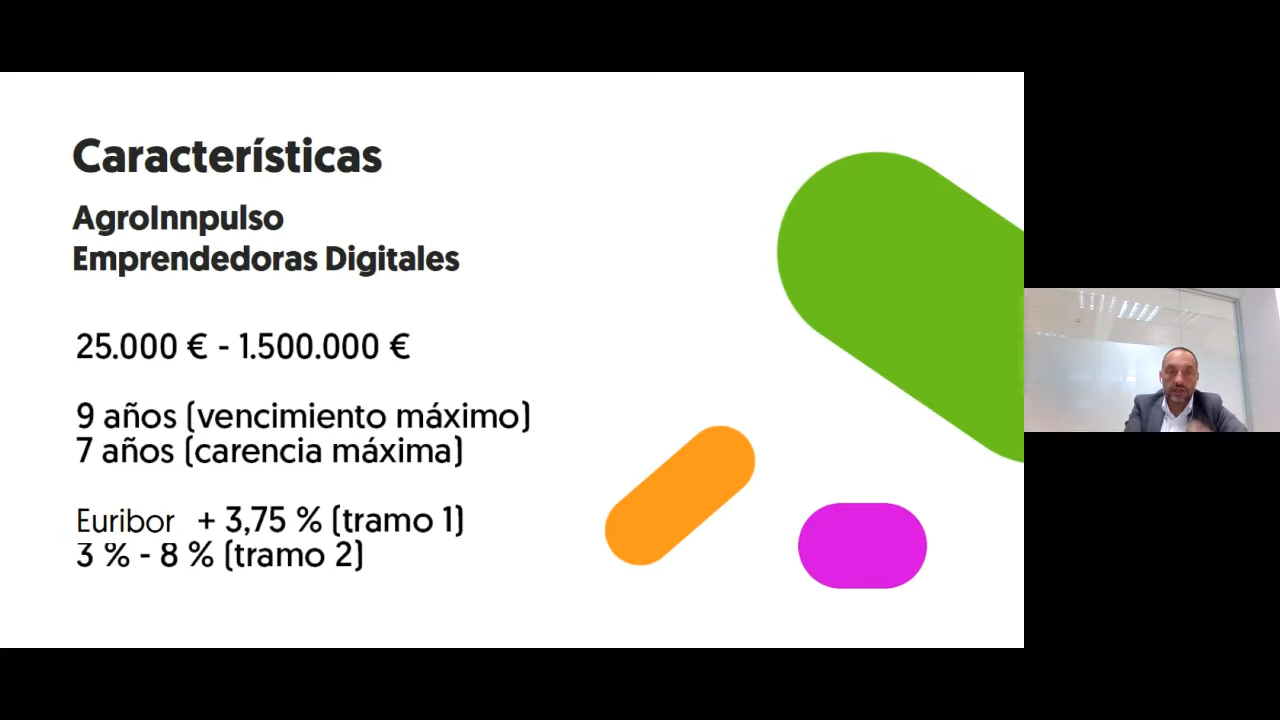 Características
AgroInnpulso
Emprendedoras Digitales
25.000 € - 1.500.000 €
9 años (vencimiento máximo)
7 años (carencia máxima)
Euribor + 3,75 % (tramo 1)
3 % - 8 % (tramo 2)